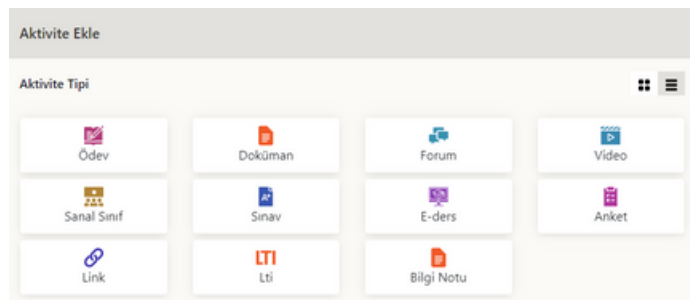 Aktivite Ekle
Aktivite Tipi
Ödev
Doküman
Forum
Video
Sanal Sınıf
A+
Sınav
E-ders
Anket
Link
LTI
Lti
Bilgi Notu